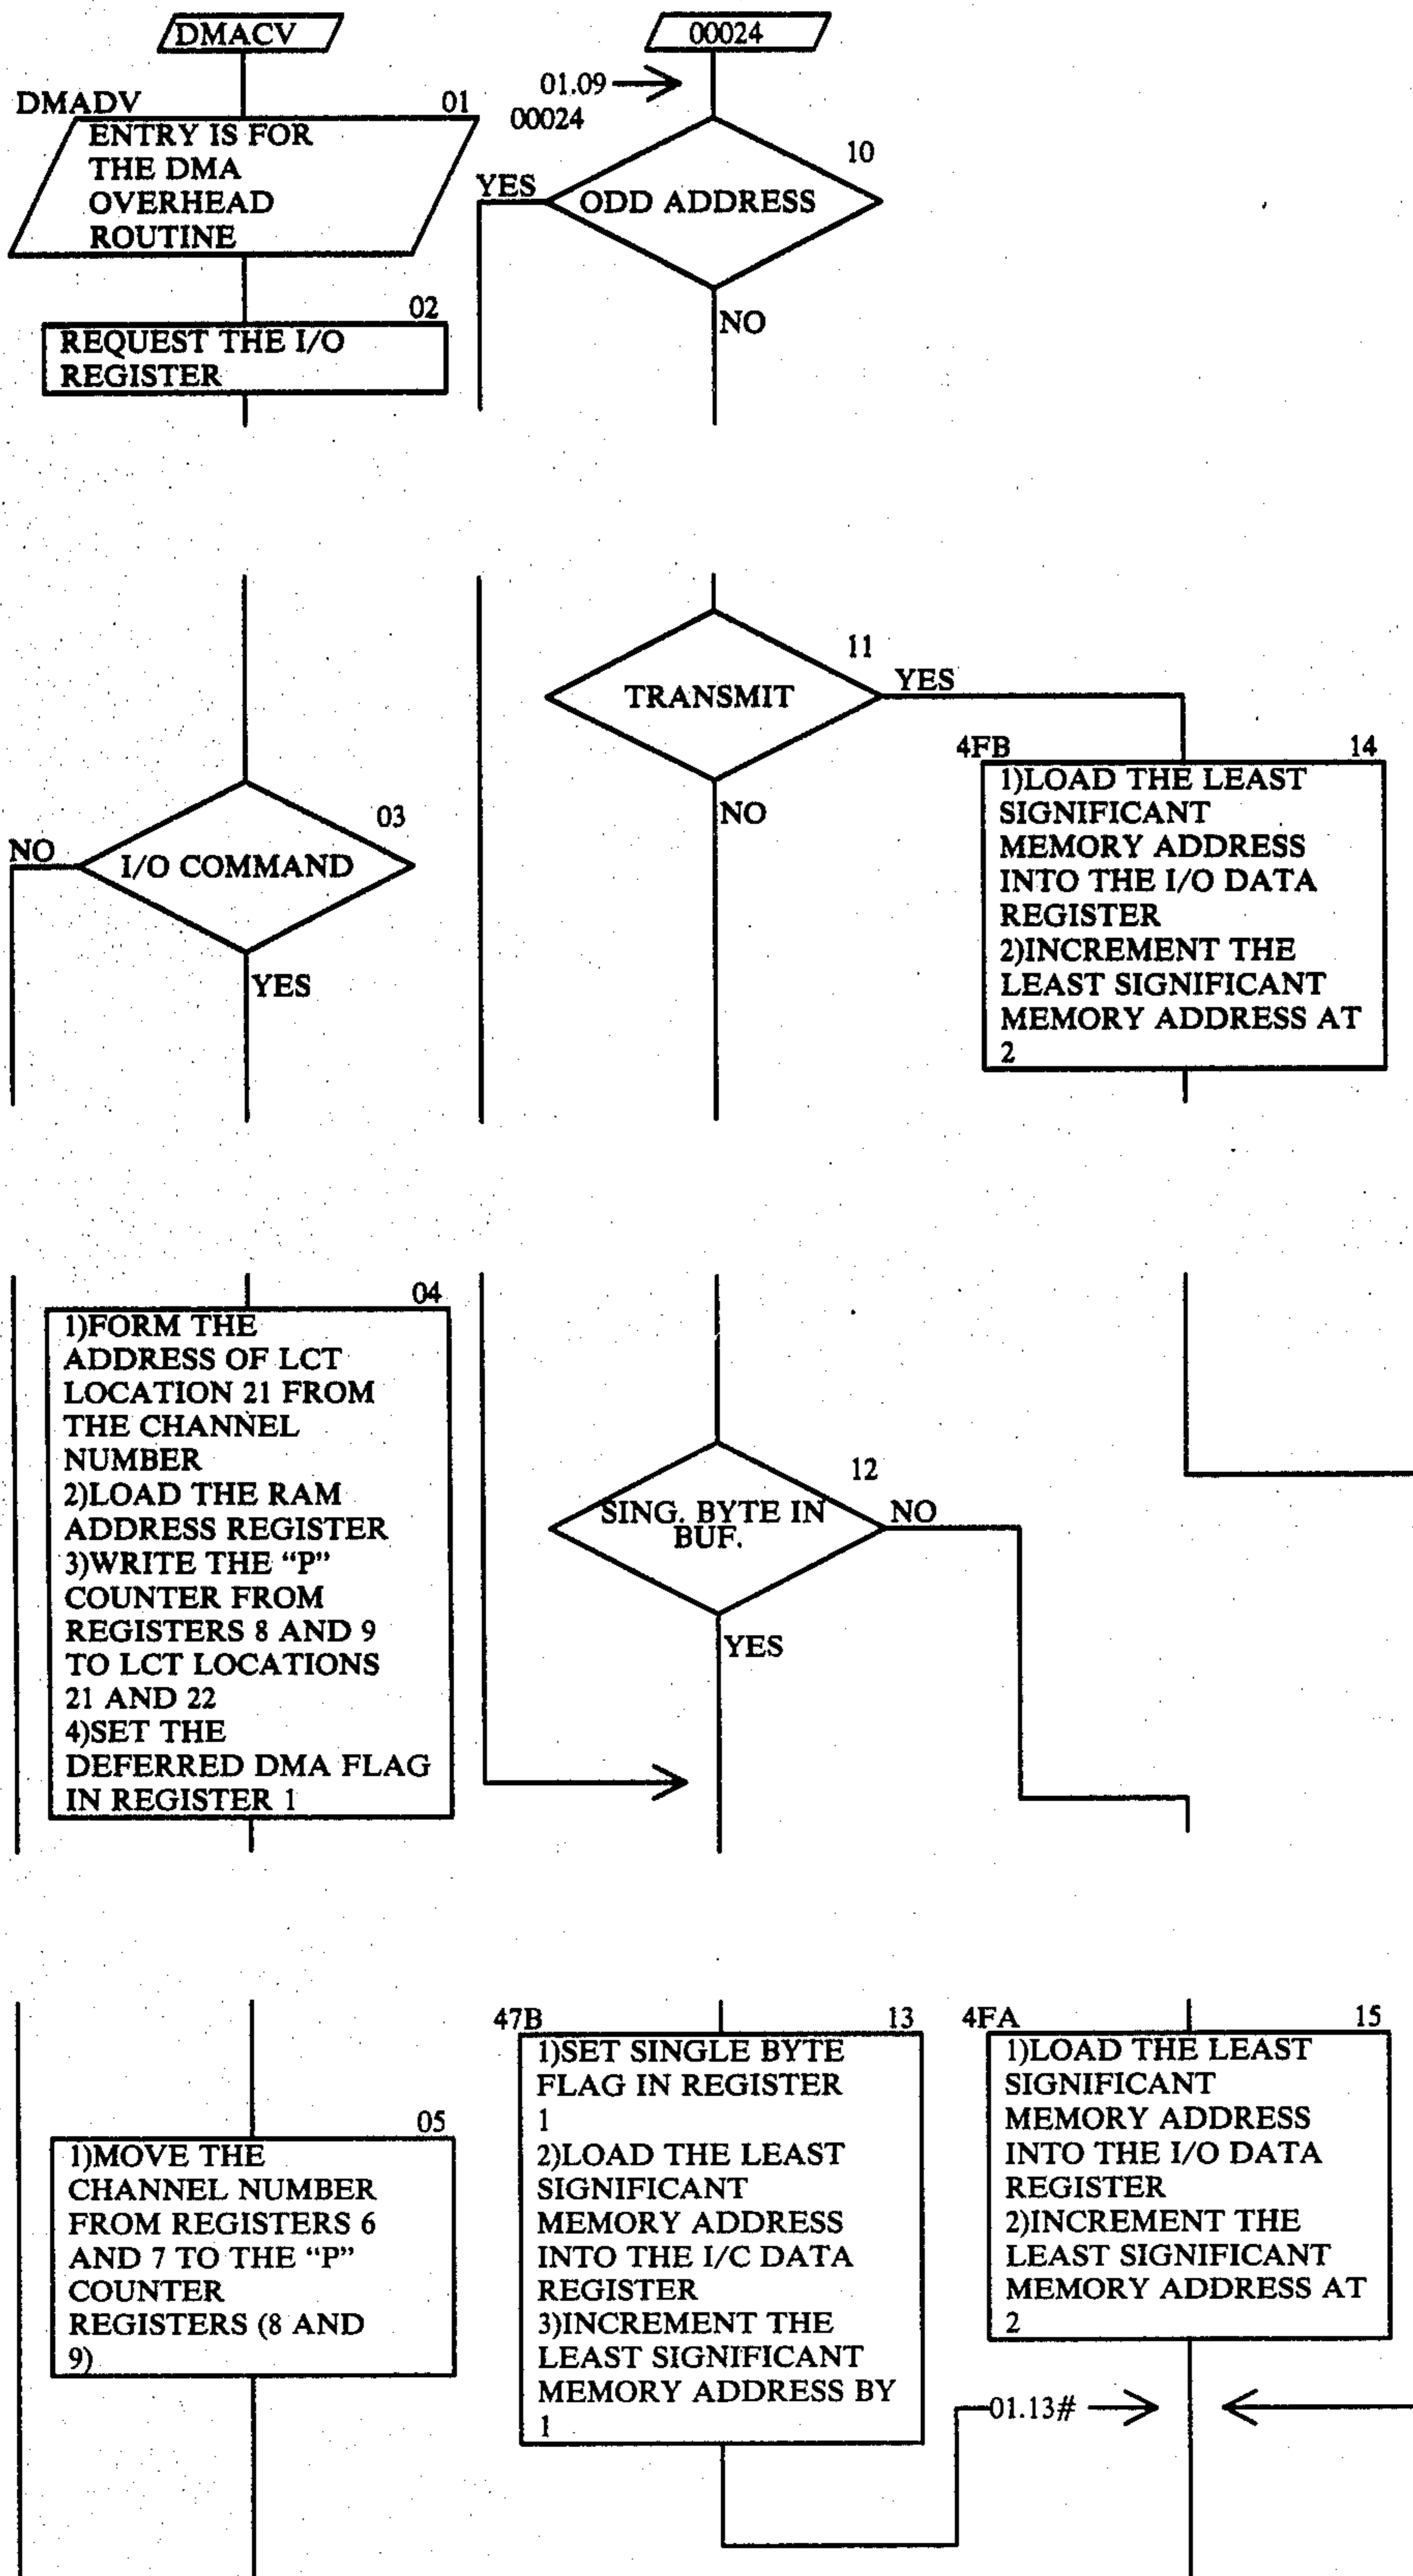 DMACV
DMADV
01
ENTRY IS FOR
THE DMA
OVERHEAD
ROUTINE
02
REQUEST THE I/O
REGISTER
03
I/O COMMAND
NO
YES
04
1)FORM THE
ADDRESS OF LCT
LOCATION 21 FROM
THE CHANNEL
NUMBER
2)LOAD THE RAM
ADDRESS REGISTER
3)WRITE THE “P”
COUNTER FROM
REGISTERS 8 AND 9
TO LCT LOCATIONS
21 AND 22
4)SET THE
DEFERRED DMA FLAG
IN REGISTER 1
05
1)MOVE THE
CHANNEL NUMBER
FROM REGISTERS 6
AND 7 TO THE “P”
COUNTER
REGISTERS (8 AND
9)
00024
01.09
00024
10
YES
ODD ADDRESS
NO
11
TRANSMIT
YES
NO
12
SING. BYTE IN
BUF.
NO
YES
47B
13
1)SET SINGLE BYTE
FLAG IN REGISTER
1
2)LOAD THE LEAST
SIGNIFICANT
MEMORY ADDRESS
INTO THE I/C DATA
REGISTER
3)INCREMENT THE
LEAST SIGNIFICANT
MEMORY ADDRESS BY
1
4FB
14
1)LOAD THE LEAST
SIGNIFICANT
MEMORY ADDRESS
INTO THE I/O DATA
REGISTER
2)INCREMENT THE
LEAST SIGNIFICANT
MEMORY ADDRESS AT
2
4FA
15
1)LOAD THE LEAST
SIGNIFICANT
MEMORY ADDRESS
INTO THE I/O DATA
REGISTER
2)INCREMENT THE
LEAST SIGNIFICANT
MEMORY ADDRESS AT
2
01.13#